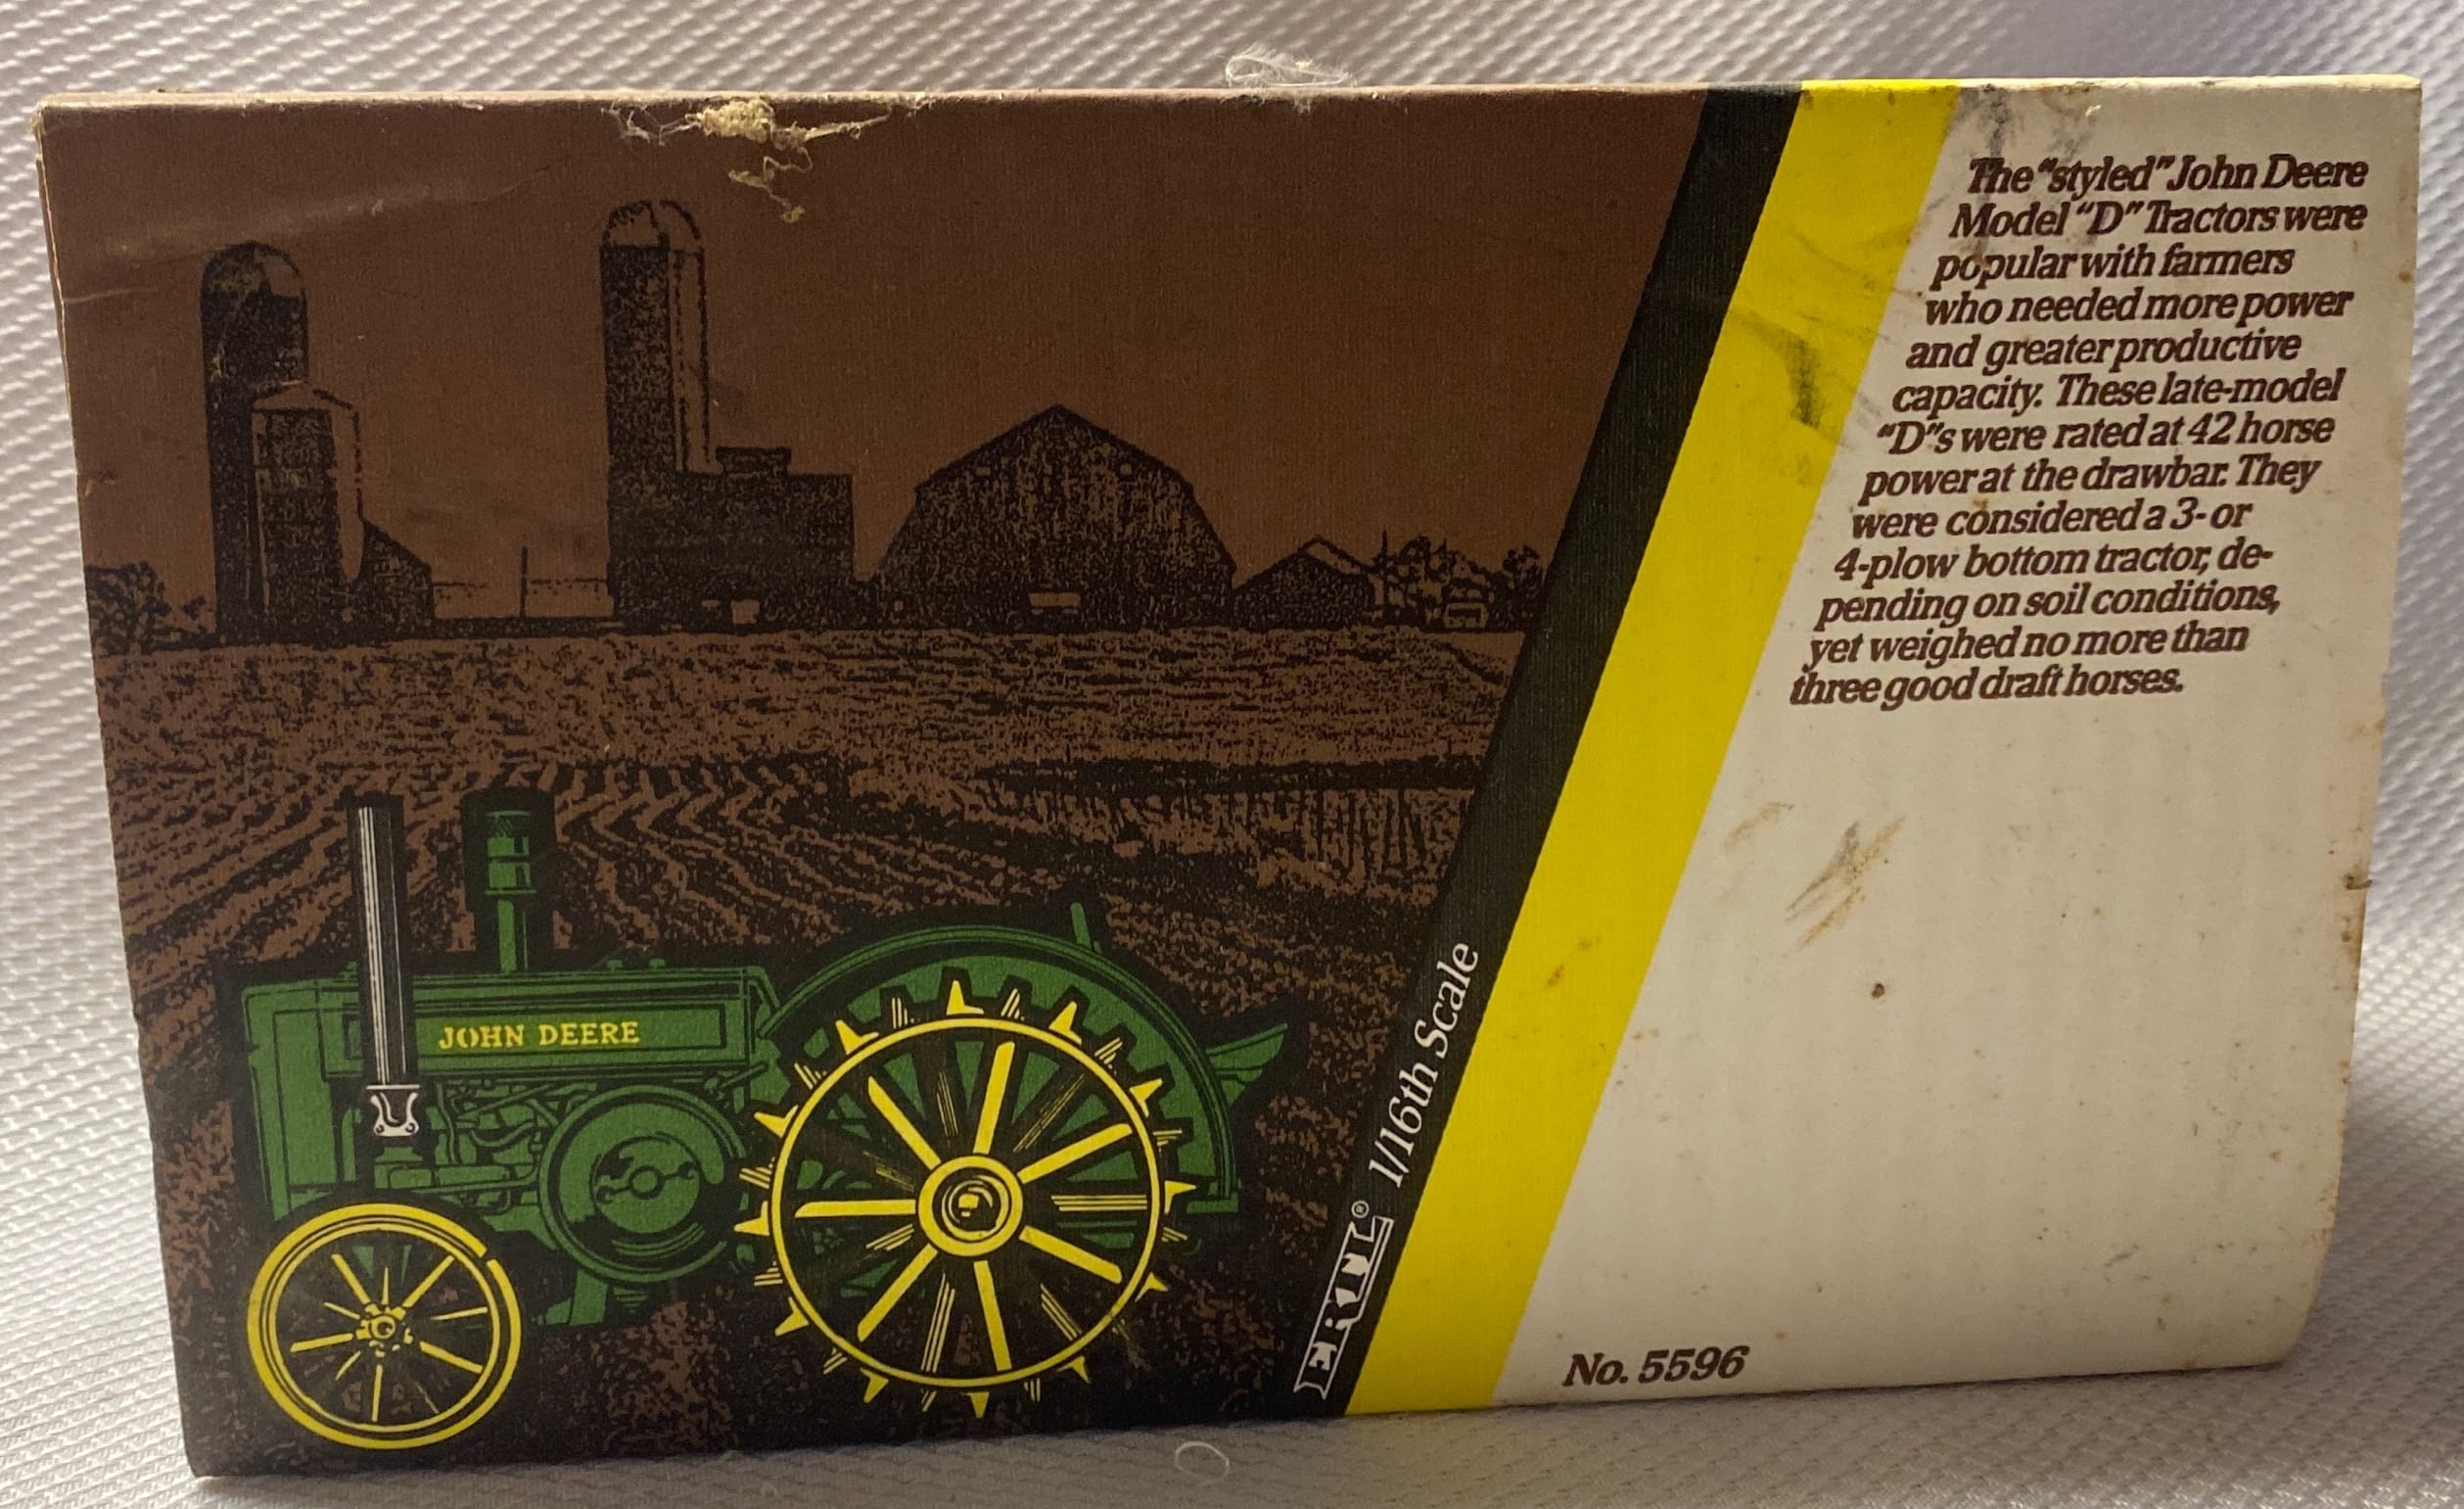 The "styled" John Deere
Model "D" Tractors were
popular with farmers
who needed more power
and greater productive
capacity. These late-model
"D"s were rated at 42 horse
power at the drawbar. They
were considered a 3- or
4-plow bottom tractor, de-
pending on soil conditions,
yet weighed no more than
three good draft horses.
JOHN DEERE
ERTL® 1/16th Scale
No. 5596